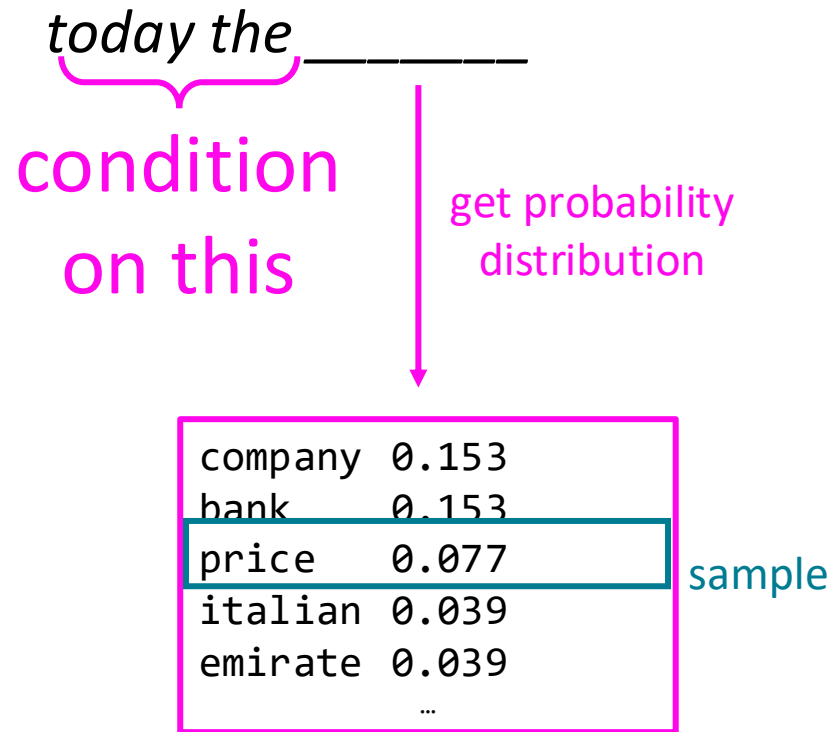 today the _______
condition
on this
get probability
distribution
company 0.153
bank 0.153
price 0.077
italian 0.039
emirate 0.039
…
sample